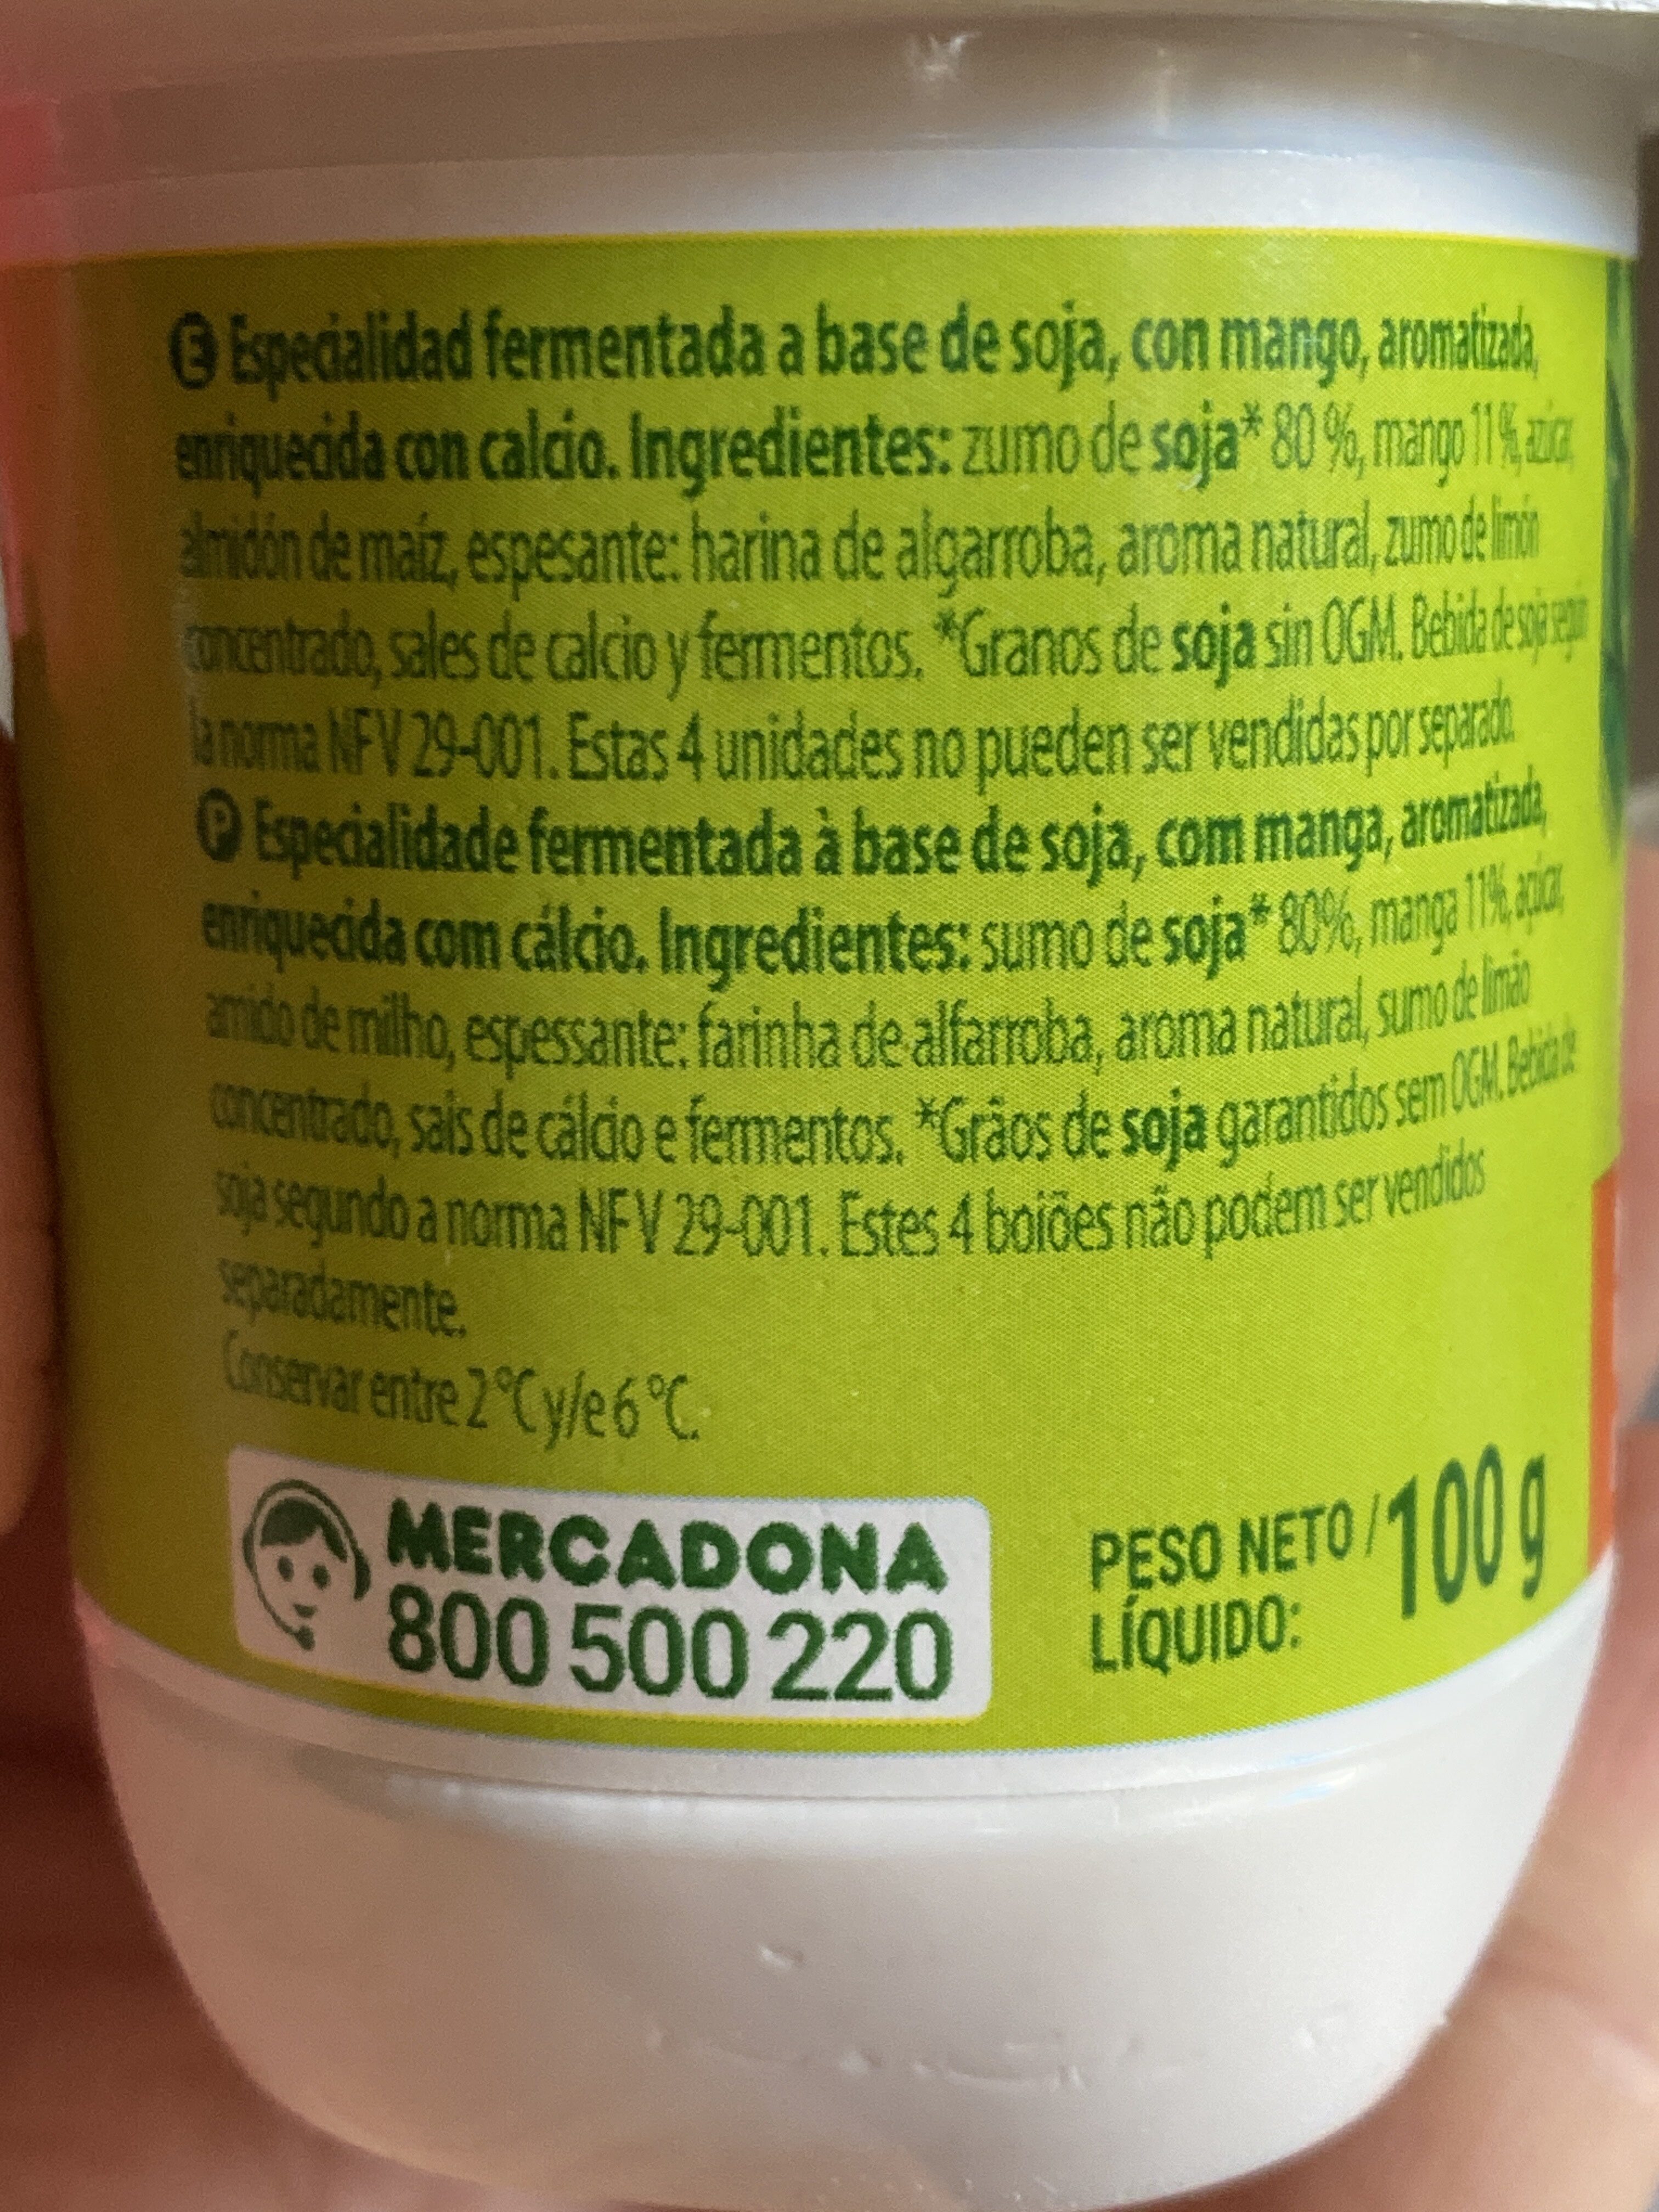 E Especialidad fermentada a base de soja, con mango, aromatizada,
enriquecida con calcio. Ingredientes: zumo de soja* 80 %, mango 11 %, azúcar,
almidón de maíz, espesante: harina de algarroba, aroma natural, zumo de limón
concentrado, sales de calcio y fermentos. *Granos de soja sin OGM. Bebida de soja según
la norma NFV 29-001. Estas 4 unidades no pueden ser vendidas por separado.
P Especialidade fermentada à base de soja, com manga, aromatizada,
enriquecida com cálcio. Ingredientes: sumo de soja* 80%, manga 11%, açúcar,
amido de milho, espessante: farinha de alfarroba, aroma natural, sumo de limão
concentrado, sais de cálcio e fermentos. *Grãos de soja garantidos sem OGM. Bebida de
soja segundo a norma NFV 29-001. Estes 4 boiões não podem ser vendidos
separadamente.
Conservar entre 2 °C y/e 6 °C.
MERCADONA
800 500 220
PESO NETO / 100 g
LÍQUIDO: